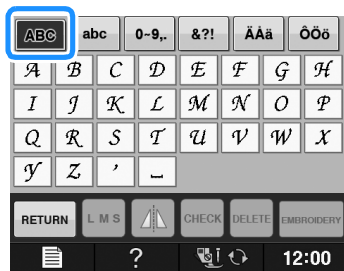 ABC abc 0~9,. &?! ÄÅä ÔÖö
A B C D E F G H
I J K L M N O P
Q R S T U V W X
Y Z ' ⎵
RETURN L M S CHECK DELETE EMBROIDERY
? 12:00